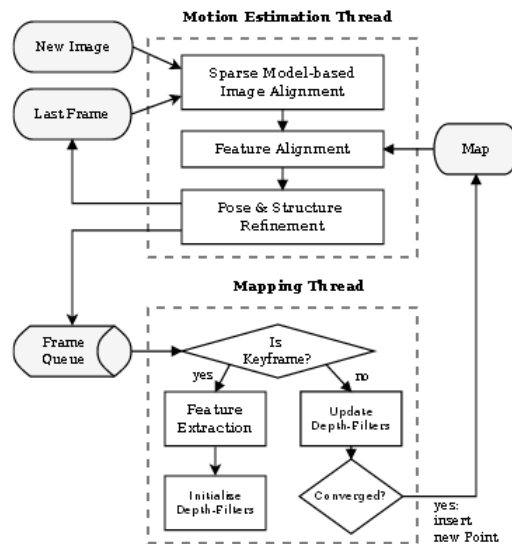 Motion Estimation Thread
New Image
Sparse Model-based
Image Alignment
Last Frame
Feature Alignment
Map
Pose & Structure
Refinement
Mapping Thread
Frame
Queue
Is
Keyframe?
yes
no
Feature
Extraction
Update
Depth-Filters
Initialize
Depth-Filters
Converged?
yes:
insert
new Point